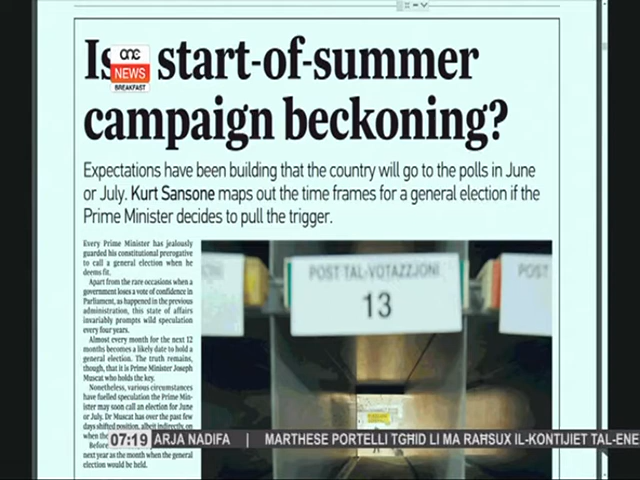 Is start-of-summer
campaign beckoning?
one
NEWS
BREAKFAST
Expectations have been building that the country will go to the polls in June
or July. Kurt Sansone maps out the time frames for a general election if the
Prime Minister decides to pull the trigger.
Every Prime Minister has jealously
guarded his constitutional prerogative
to call a general election when he
deems fit.
Apart from the rare occasions when a
government loses a vote of confidence in
Parliament, as happened in the previous
administration, this state of affairs
invariably prompts wild speculation
every four years.
Almost every month for the next 12
months becomes a likely date to hold a
general election. The truth remains,
though, that it is Prime Minister Joseph
Muscat who holds the key.
Nonetheless, various circumstances
have fuelled speculation the Prime Min-
ister may soon call an election for June
or July. Dr Muscat has over the past few
days shifted position, albeit indirectly, on
when the
Before
next year as the month when the general
election would be held.
POST TAL-VOTAZZJONI
13
POST
07:19 ARJA NADIFA | MARTHESE PORTELLI TGĦID LI MA RAĦSUX IL-KONTIJIET TAL-ENE